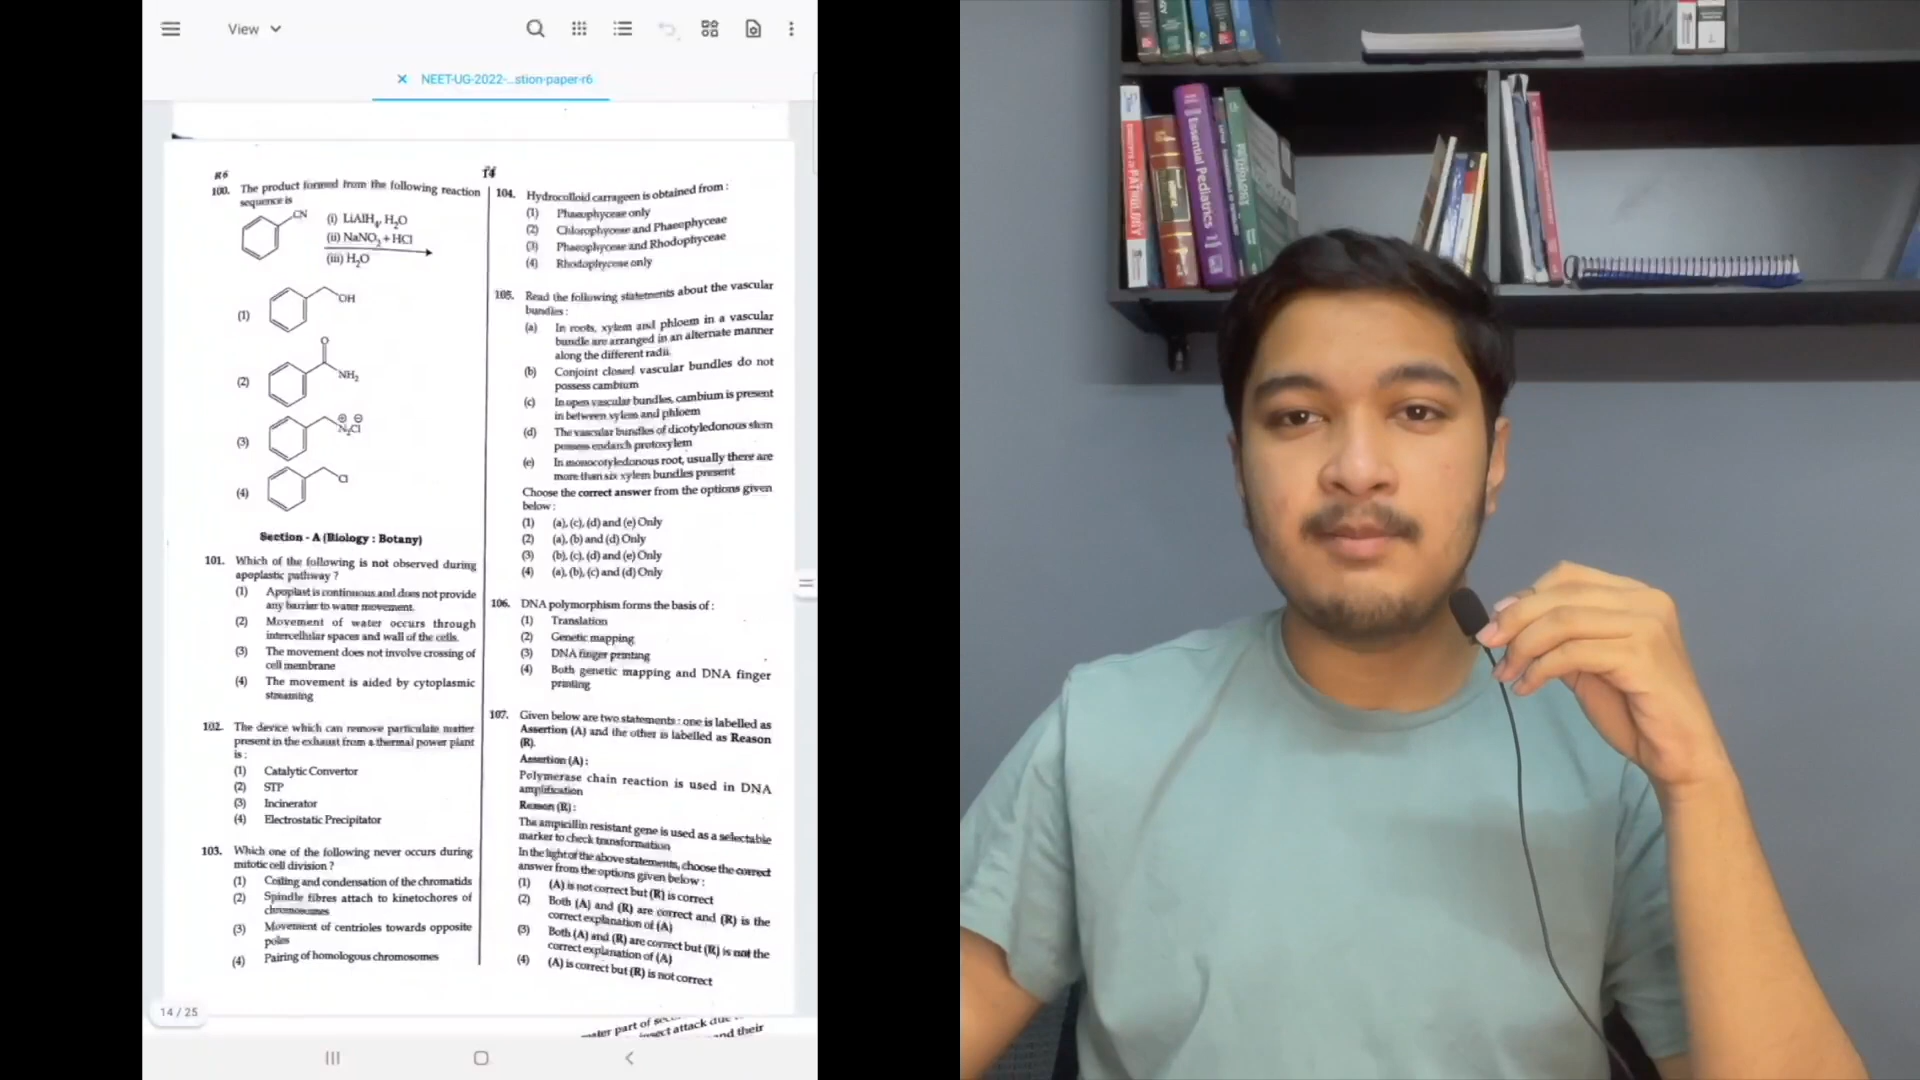 View
NEET-UG-2022-...stion-paper-r6
R6
14
100. The product formed from the following reaction
sequence is
CN
(i) LiAlH₄, H₂O
(ii) NaNO₂ + HCl
(iii) H₂O
(1)
OH
(2)
O
NH₂
(3)
⊕ ⊖
N₂Cl
(4)
Cl
Section - A (Biology : Botany)
101. Which of the following is not observed during
apoplastic pathway ?
(1) Apoplast is continuous and does not provide
any barrier to water movement.
(2) Movement of water occurs through
intercellular spaces and wall of the cells.
(3) The movement does not involve crossing of
cell membrane
(4) The movement is aided by cytoplasmic
streaming
102. The device which can remove particulate matter
present in the exhaust from a thermal power plant
is :
(1) Catalytic Convertor
(2) STP
(3) Incinerator
(4) Electrostatic Precipitator
103. Which one of the following never occurs during
mitotic cell division ?
(1) Coiling and condensation of the chromatids
(2) Spindle fibres attach to kinetochores of
chromosomes
(3) Movement of centrioles towards opposite
poles
(4) Pairing of homologous chromosomes
104. Hydrocolloid carrageen is obtained from :
(1) Phaeophyceae only
(2) Chlorophyceae and Phaeophyceae
(3) Phaeophyceae and Rhodophyceae
(4) Rhodophyceae only
105. Read the following statements about the vascular
bundles :
(a) In roots, xylem and phloem in a vascular
bundle are arranged in an alternate manner
along the different radii.
(b) Conjoint closed vascular bundles do not
possess cambium
(c) In open vascular bundles, cambium is present
in between xylem and phloem
(d) The vascular bundles of dicotyledonous stem
possess endarch protoxylem
(e) In monocotyledonous root, usually there are
more than six xylem bundles present
Choose the correct answer from the options given
below :
(1) (a), (c), (d) and (e) Only
(2) (a), (b) and (d) Only
(3) (b), (c), (d) and (e) Only
(4) (a), (b), (c) and (d) Only
106. DNA polymorphism forms the basis of :
(1) Translation
(2) Genetic mapping
(3) DNA finger printing
(4) Both genetic mapping and DNA finger
printing
107. Given below are two statements : one is labelled as
Assertion (A) and the other is labelled as Reason
(R).
Assertion (A) :
Polymerase chain reaction is used in DNA
amplification
Reason (R) :
The ampicillin resistant gene is used as a selectable
marker to check transformation
In the light of the above statements, choose the correct
answer from the options given below :
(1) (A) is not correct but (R) is correct
(2) Both (A) and (R) are correct and (R) is the
correct explanation of (A)
(3) Both (A) and (R) are correct but (R) is not the
correct explanation of (A)
(4) (A) is correct but (R) is not correct
14 / 25
part of
insect attack due
and their
Essential Pediatrics
PATHOLOGY